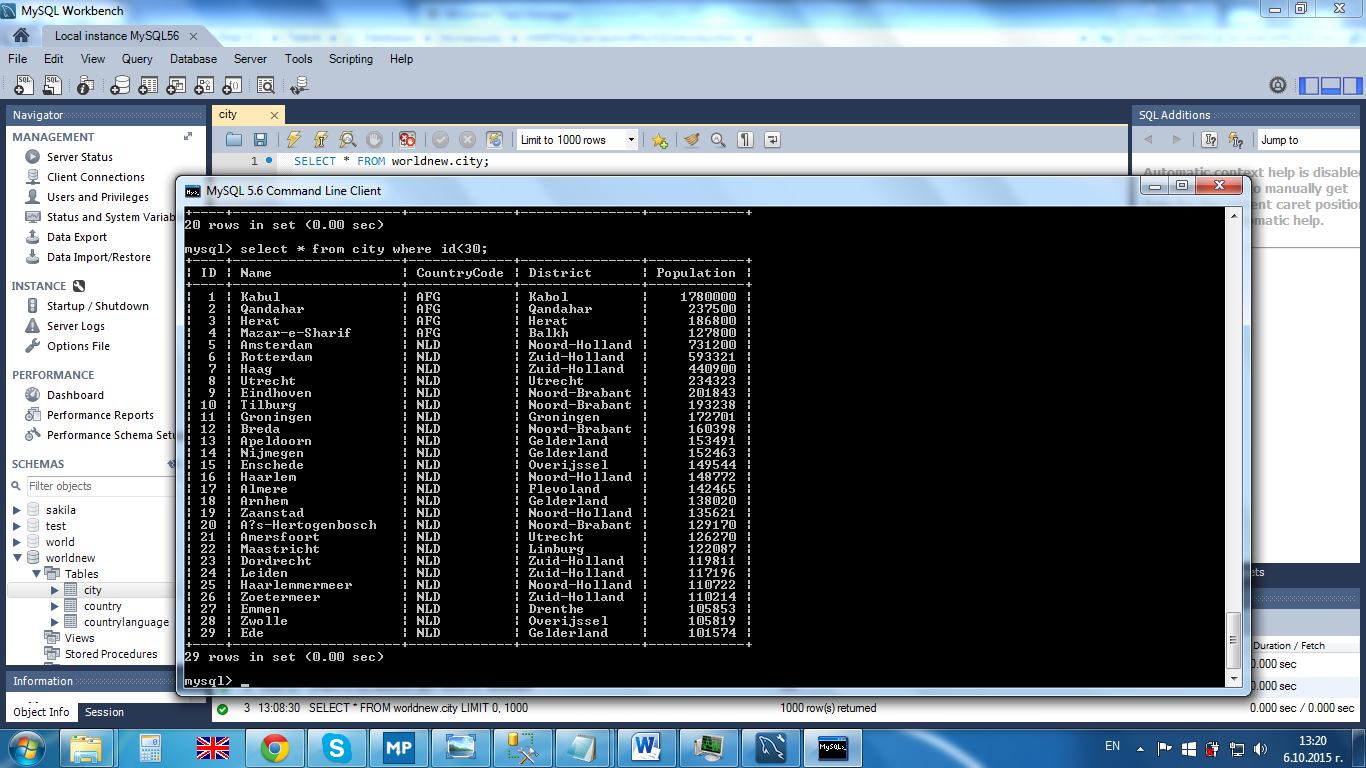 MySQL Workbench
Local instance MySQL56
File Edit View Query Database Server Tools Scripting Help
Navigator
MANAGEMENT
Server Status
Client Connections
Users and Privileges
Status and System Variab
Data Export
Data Import/Restore
INSTANCE
Startup / Shutdown
Server Logs
Options File
PERFORMANCE
Dashboard
Performance Reports
Performance Schema Setu
SCHEMAS
Filter objects
sakila
test
world
worldnew
Tables
city
country
countrylanguage
Views
Stored Procedures
Information
Object Info Session
city
Limit to 1000 rows
1 SELECT * FROM worldnew.city;
SQL Additions
Jump to
Automatic context help is disable
to manually get
ent caret position
matic help.
MySQL 5.6 Command Line Client
20 rows in set (0.00 sec)
mysql> select * from city where id<30;
| ID | Name | CountryCode | District | Population |
| 1 | Kabul | AFG | Kabol | 1780000 |
| 2 | Qandahar | AFG | Qandahar | 237500 |
| 3 | Herat | AFG | Herat | 186800 |
| 4 | Mazar-e-Sharif | AFG | Balkh | 127800 |
| 5 | Amsterdam | NLD | Noord-Holland | 731200 |
| 6 | Rotterdam | NLD | Zuid-Holland | 593321 |
| 7 | Haag | NLD | Zuid-Holland | 440900 |
| 8 | Utrecht | NLD | Utrecht | 234323 |
| 9 | Eindhoven | NLD | Noord-Brabant | 201843 |
| 10 | Tilburg | NLD | Noord-Brabant | 193238 |
| 11 | Groningen | NLD | Groningen | 172701 |
| 12 | Breda | NLD | Noord-Brabant | 160398 |
| 13 | Apeldoorn | NLD | Gelderland | 153491 |
| 14 | Nijmegen | NLD | Gelderland | 152463 |
| 15 | Enschede | NLD | Overijssel | 149544 |
| 16 | Haarlem | NLD | Noord-Holland | 148772 |
| 17 | Almere | NLD | Flevoland | 142465 |
| 18 | Arnhem | NLD | Gelderland | 138020 |
| 19 | Zaanstad | NLD | Noord-Holland | 135621 |
| 20 | A?s-Hertogenbosch | NLD | Noord-Brabant | 129170 |
| 21 | Amersfoort | NLD | Utrecht | 126270 |
| 22 | Maastricht | NLD | Limburg | 122087 |
| 23 | Dordrecht | NLD | Zuid-Holland | 119811 |
| 24 | Leiden | NLD | Zuid-Holland | 117196 |
| 25 | Haarlemmermeer | NLD | Noord-Holland | 110722 |
| 26 | Zoetermeer | NLD | Zuid-Holland | 110214 |
| 27 | Emmen | NLD | Drenthe | 105853 |
| 28 | Zwolle | NLD | Overijssel | 105819 |
| 29 | Ede | NLD | Gelderland | 101574 |
29 rows in set (0.00 sec)
mysql> _
ets
Duration / Fetch
0.000 sec
0.000 sec
3 13:08:30 SELECT * FROM worldnew.city LIMIT 0, 1000 1000 row(s) returned 0.000 sec / 0.000 sec
MP
EN
13:20
6.10.2015 г.